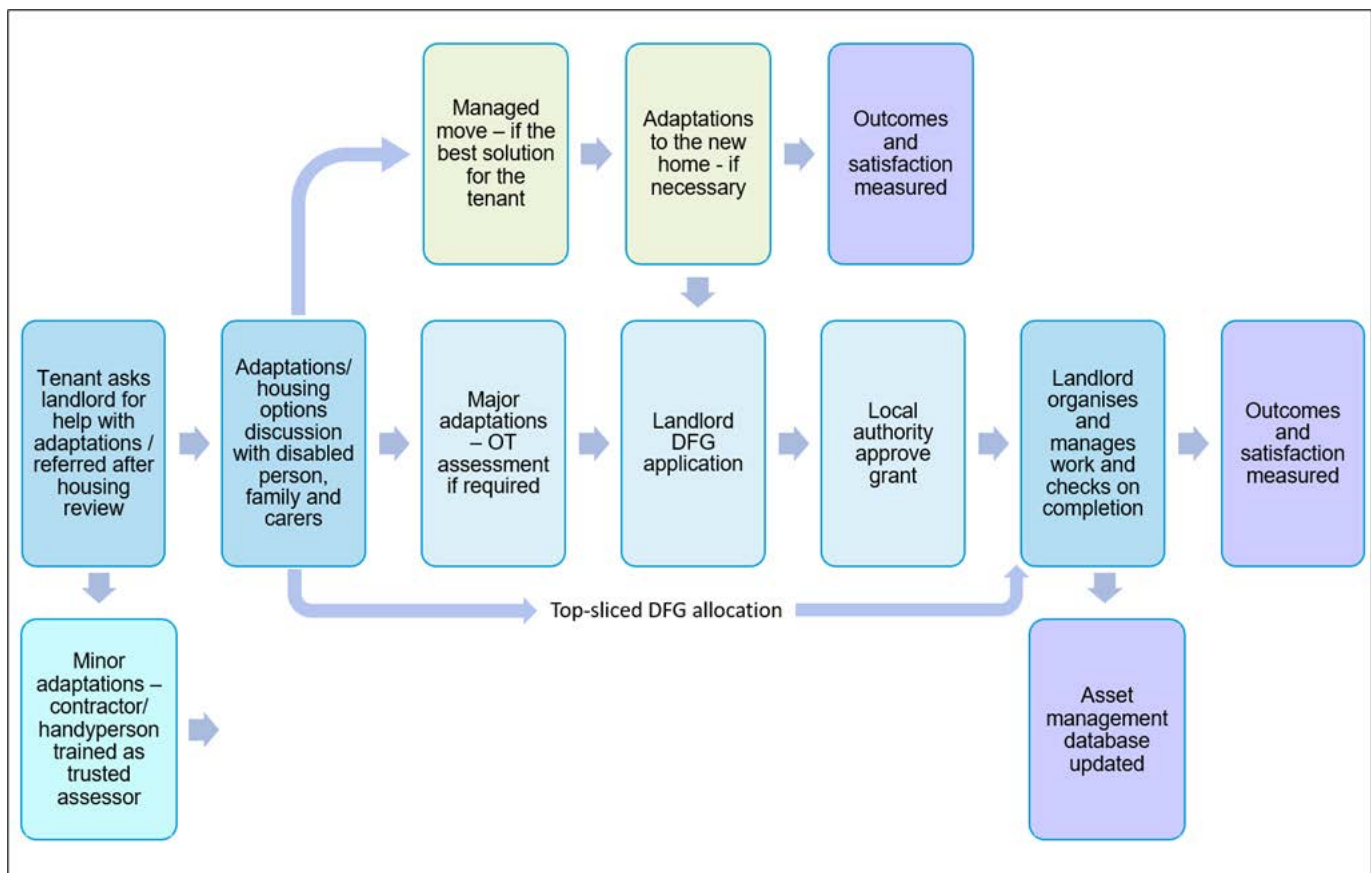 Managed
move – if the
best solution
for the
tenant
Adaptations
to the new
home - if
necessary
Outcomes
and
satisfaction
measured
Tenant asks
landlord for
help with
adaptations /
referred after
housing
review
Adaptations/
housing
options
discussion
with disabled
person,
family and
carers
Major
adaptations
– OT
assessment
if required
Landlord
DFG
application
Local
authority
approve
grant
Landlord
organises
and
manages
work and
checks on
completion
Outcomes
and
satisfaction
measured
Top-sliced DFG allocation
Minor
adaptations –
contractor/
handyperson
trained as
trusted
assessor
Asset
management
database
updated